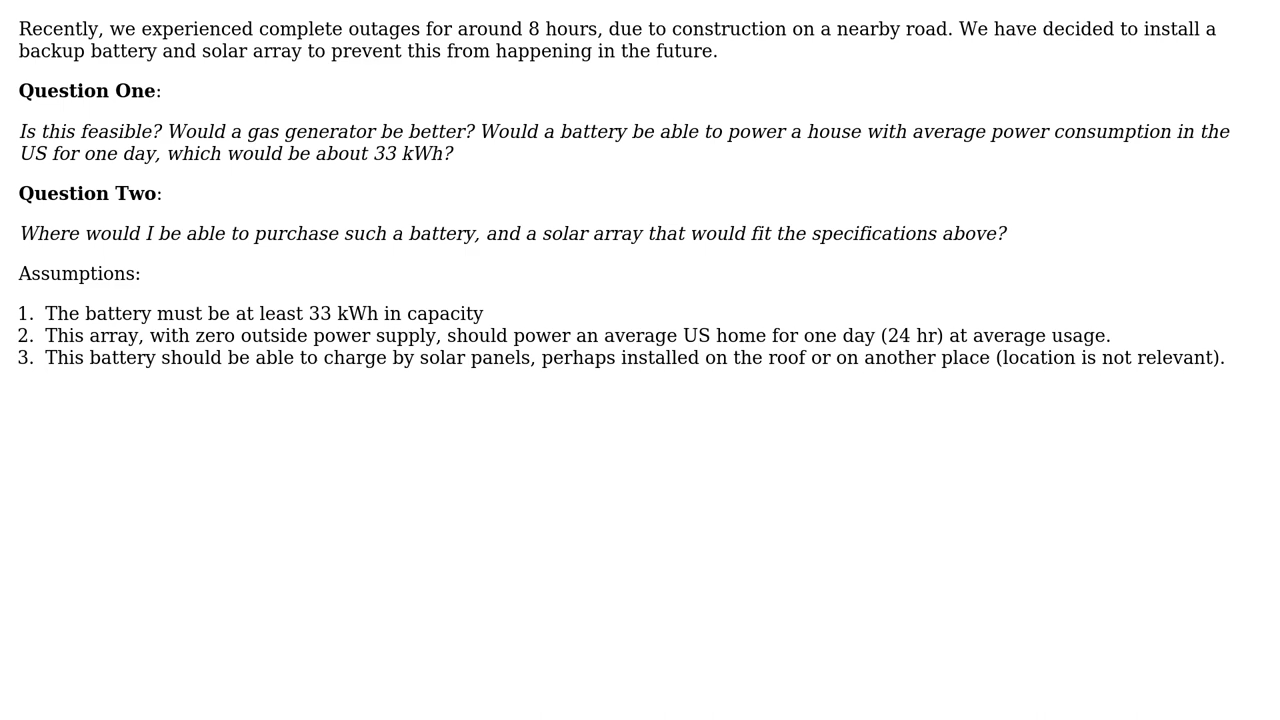 Recently, we experienced complete outages for around 8 hours, due to construction on a nearby road. We have decided to install a
backup battery and solar array to prevent this from happening in the future.
Question One:
Is this feasible? Would a gas generator be better? Would a battery be able to power a house with average power consumption in the
US for one day, which would be about 33 kWh?
Question Two:
Where would I be able to purchase such a battery, and a solar array that would fit the specifications above?
Assumptions:
1. The battery must be at least 33 kWh in capacity
2. This array, with zero outside power supply, should power an average US home for one day (24 hr) at average usage.
3. This battery should be able to charge by solar panels, perhaps installed on the roof or on another place (location is not relevant).